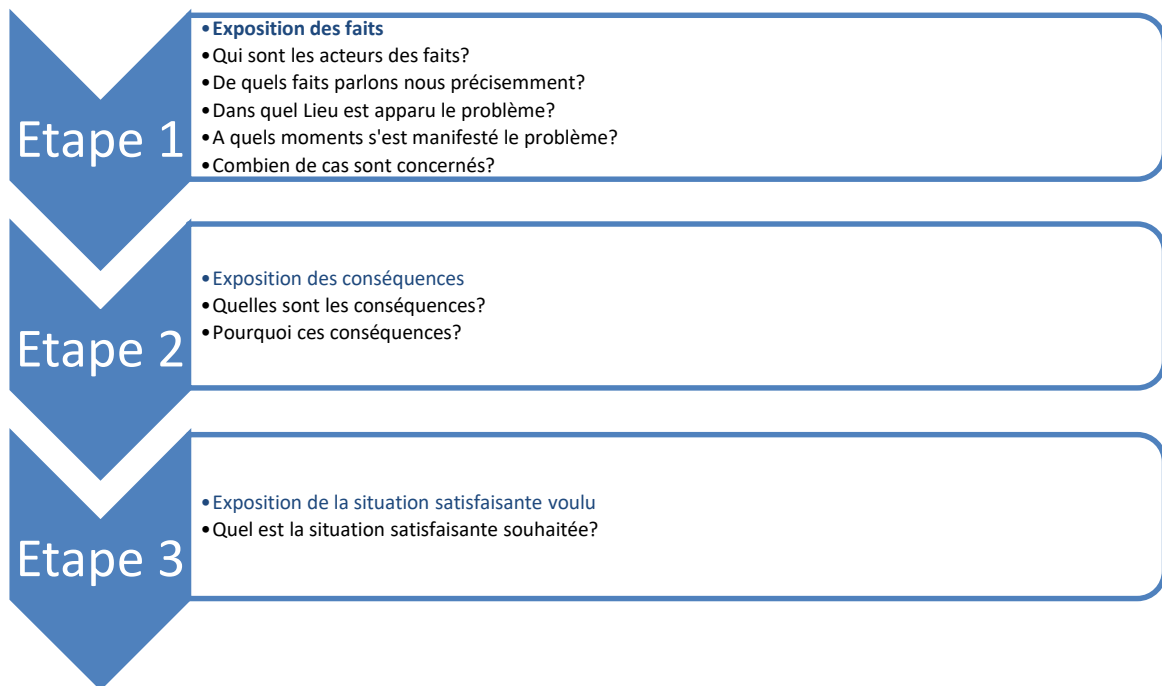 Etape 1
•Exposition des faits
•Qui sont les acteurs des faits?
•De quels faits parlons nous précisemment?
•Dans quel Lieu est apparu le problème?
•A quels moments s'est manifesté le problème?
•Combien de cas sont concernés?
Etape 2
•Exposition des conséquences
•Quelles sont les conséquences?
•Pourquoi ces conséquences?
Etape 3
•Exposition de la situation satisfaisante voulu
•Quel est la situation satisfaisante souhaitée?